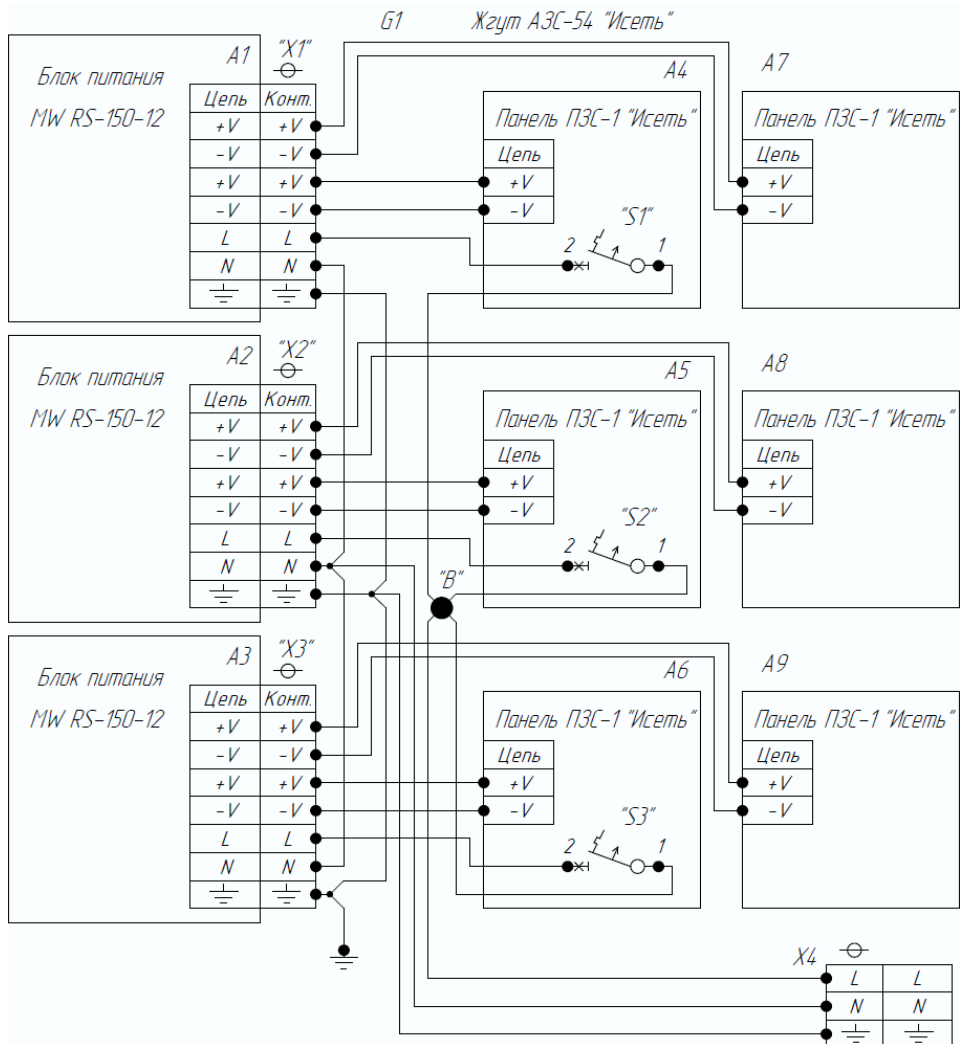 G1 Жгут АЗС-54 "Исеть"
A1 "X1"
Блок питания
MW RS-150-12
Цепь Конт.
+V +V
-V -V
+V +V
-V -V
L L
N N
A4
Панель ПЗС-1 "Исеть"
Цепь
+V
-V
"S1"
2 1
A7
Панель ПЗС-1 "Исеть"
Цепь
+V
-V
A2 "X2"
Блок питания
MW RS-150-12
Цепь Конт.
+V +V
-V -V
+V +V
-V -V
L L
N N
A5
Панель ПЗС-1 "Исеть"
Цепь
+V
-V
"S2"
2 1
"B"
A8
Панель ПЗС-1 "Исеть"
Цепь
+V
-V
A3 "X3"
Блок питания
MW RS-150-12
Цепь Конт.
+V +V
-V -V
+V +V
-V -V
L L
N N
A6
Панель ПЗС-1 "Исеть"
Цепь
+V
-V
"S3"
2 1
A9
Панель ПЗС-1 "Исеть"
Цепь
+V
-V
X4
L L
N N